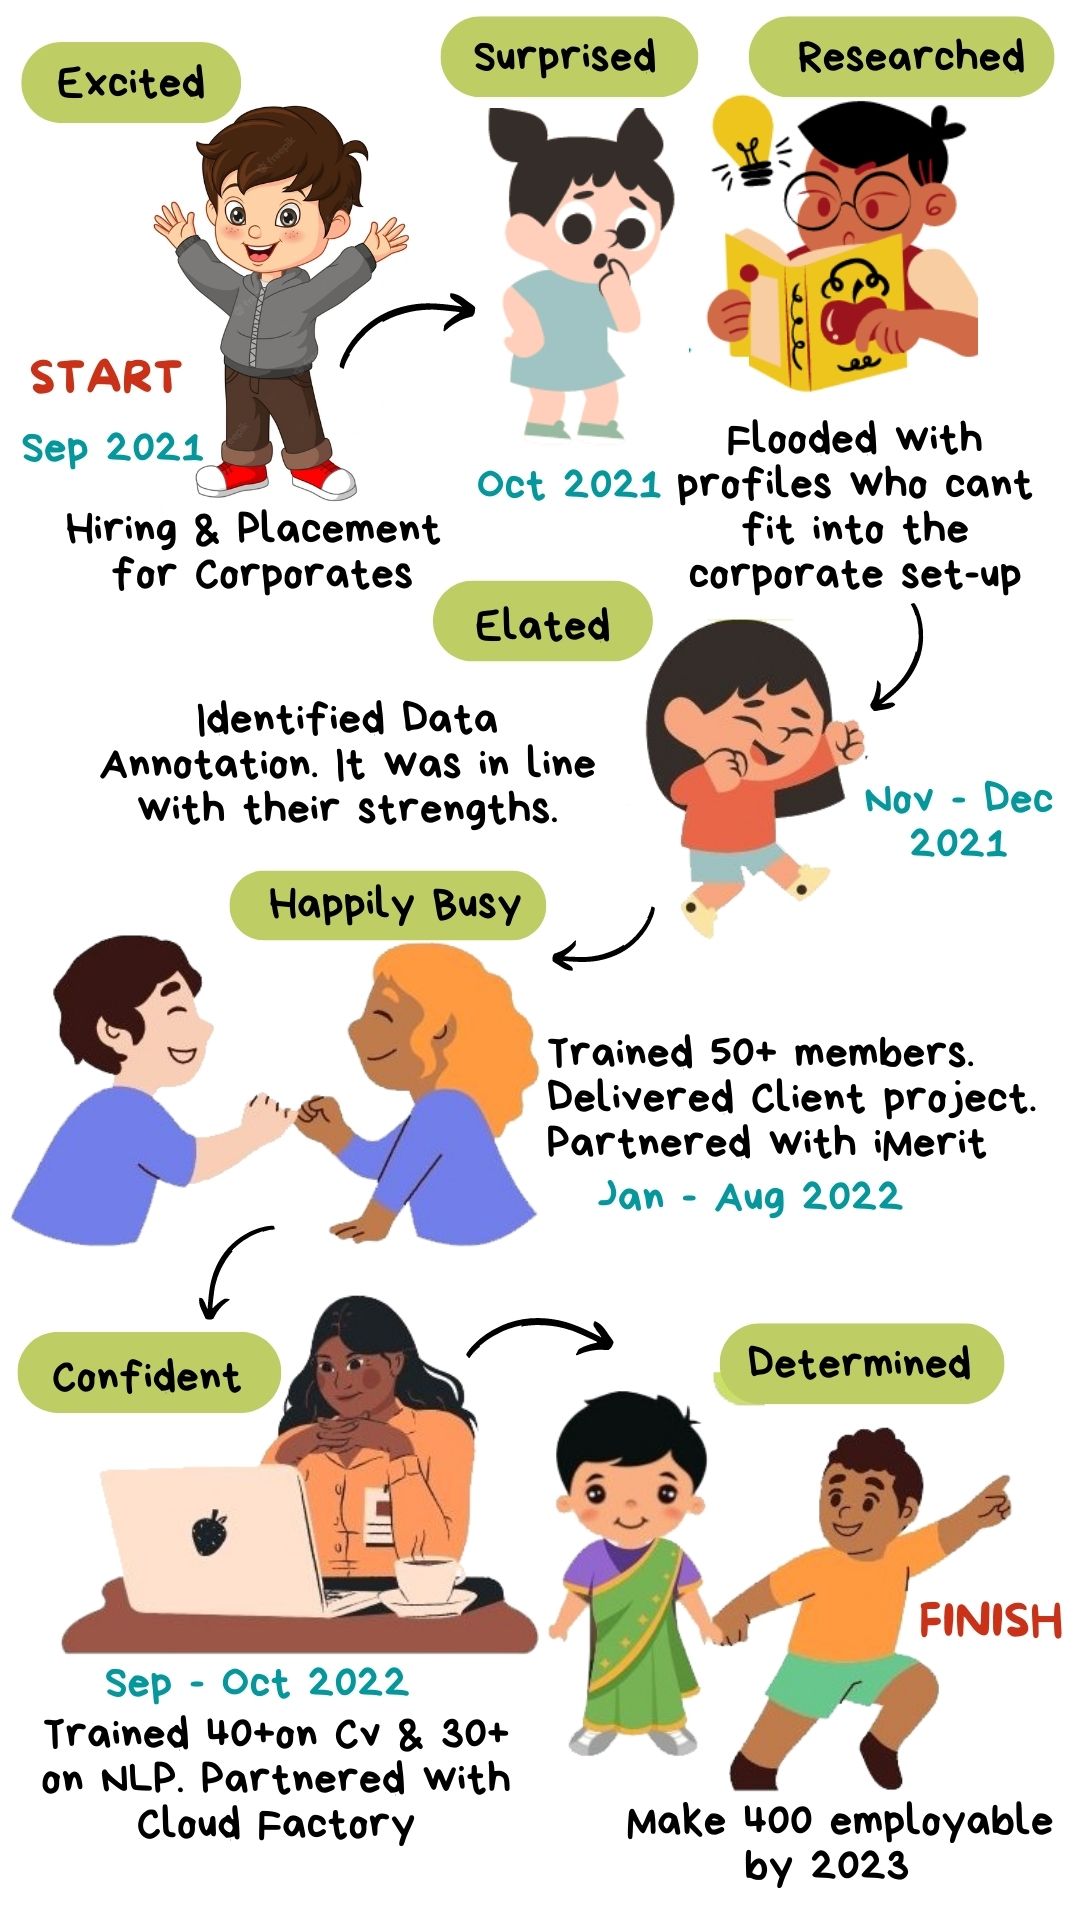 Excited
START
Sep 2021
Hiring & Placement
for Corporates
Surprised
Oct 2021
Researched
Flooded with
profiles who cant
fit into the
corporate set-up
Elated
Identified Data
Annotation. It was in line
with their strengths.
Nov - Dec
2021
Happily Busy
Trained 50+ members.
Delivered Client project.
Partnered with iMerit
Jan - Aug 2022
Confident
Sep - Oct 2022
Trained 40+on Cv & 30+
on NLP. Partnered with
Cloud Factory
Determined
FINISH
Make 400 employable
by 2023